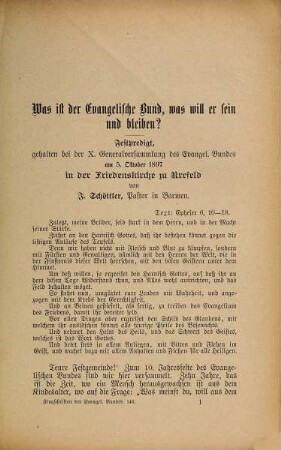 Was ist der Evangelische Bund, was will er sein
und bleiben?
Festpredigt,
gehalten bei der X. Generalversammlung des Evangel. Bundes
am 5. Oktober 1897
in der Friedenskirche zu Krefeld
von
J. Schöttler, Pastor in Barmen.
Text: Epheser 6, 10—18.
Zuletzt, meine Brüder, seid stark in dem Herrn, und in der Macht
seiner Stärke.
Ziehet an den Harnisch Gottes, daß ihr bestehen könnet gegen die
listigen Anläufe des Teufels.
Denn wir haben nicht mit Fleisch und Blut zu kämpfen, sondern
mit Fürsten und Gewaltigen, nämlich mit den Herren der Welt, die in
der Finsternis dieser Welt herrschen, mit den bösen Geistern unter dem
Himmel.
Um deß willen, so ergreifet den Harnisch Gottes, auf daß ihr an dem
bösen Tage Widerstand thun, und Alles wohl ausrichten, und das Feld
behalten möget.
So stehet nun, umgürtet eure Lenden mit Wahrheit, und angezogen
mit dem Krebs der Gerechtigkeit,
Und an Beinen gestiefelt, als fertig, zu treiben das Evangelium
des Friedens, damit ihr bereitet seid.
Vor allen Dingen aber ergreifet den Schild des Glaubens, mit
welchem ihr auslöschen könnet alle feurige Pfeile des Bösewichts.
Und nehmet den Helm des Heils, und das Schwert des Geistes,
welches ist das Wort Gottes.
Und betet stets in allem Anliegen, mit Bitten und Flehen im
Geist, und wachet dazu mit allem Anhalten und Flehen für alle Heiligen.
Teure Festgemeinde! Zum 10. Jahresfeste des Evange-
lischen Bundes sind wir hier versammelt. Zehn Jahre, das
ist die Zeit, wo ein Mensch herausgewachsen ist aus dem
Kindesalter, wo auf die Frage: „Was meinst du, will aus dem
Flugschriften des Evangel. Bundes. 144. 1